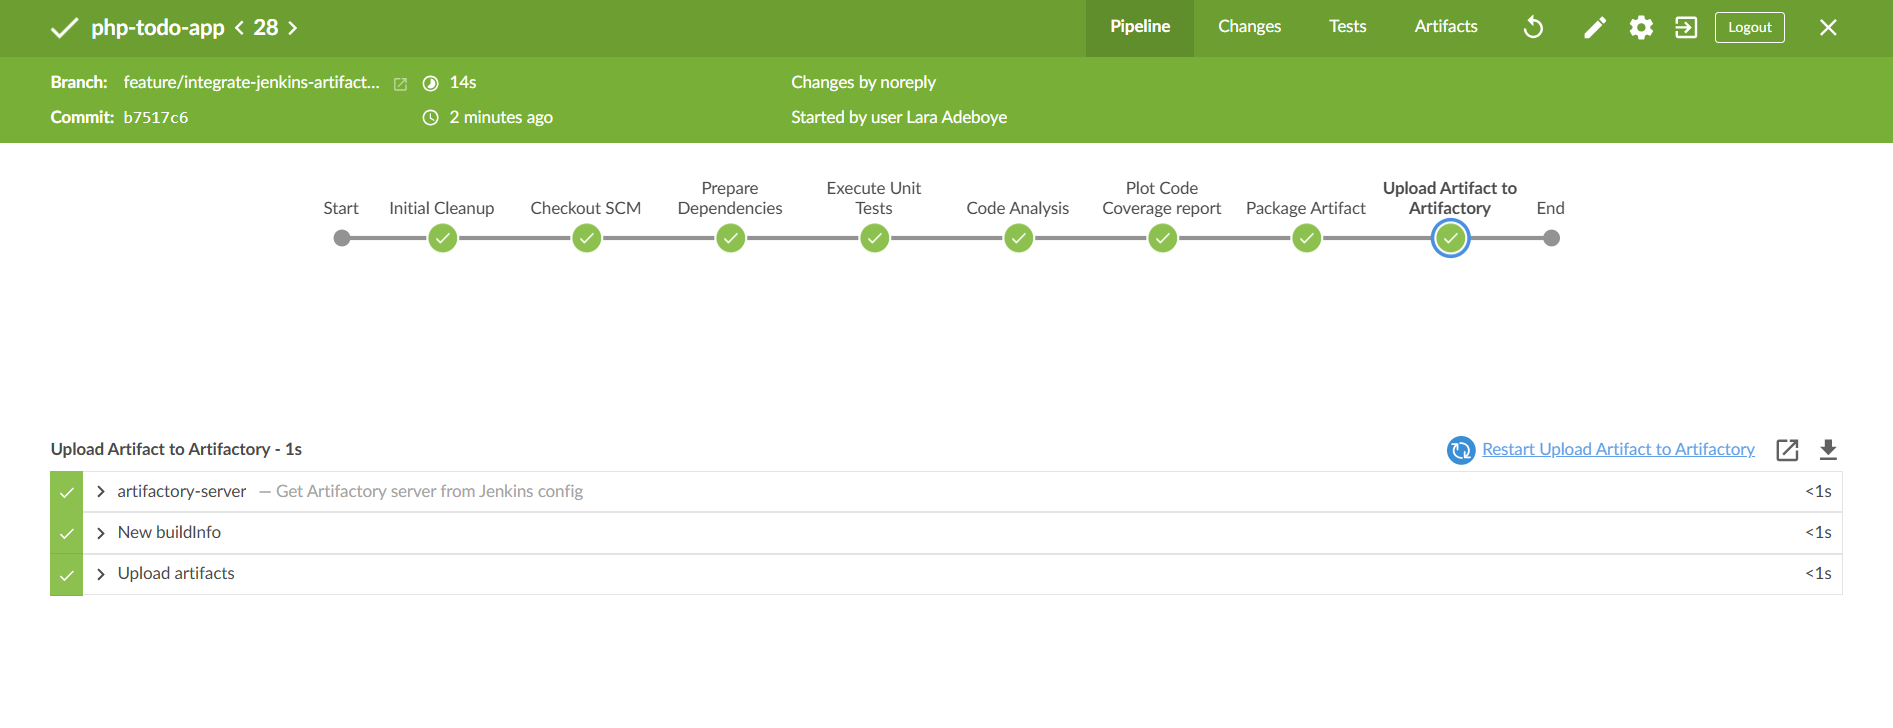 php-todo-app < 28 >
Pipeline Changes Tests Artifacts Logout
Branch: feature/integrate-jenkins-artifact... 14s Changes by noreply
Commit: b7517c6 2 minutes ago Started by user Lara Adeboye
Start
Initial Cleanup
Checkout SCM
Prepare
Dependencies
Execute Unit
Tests
Code Analysis
Plot Code
Coverage report
Package Artifact
Upload Artifact to
Artifactory
End
Upload Artifact to Artifactory - 1s Restart Upload Artifact to Artifactory
artifactory-server — Get Artifactory server from Jenkins config <1s
New buildInfo <1s
Upload artifacts <1s